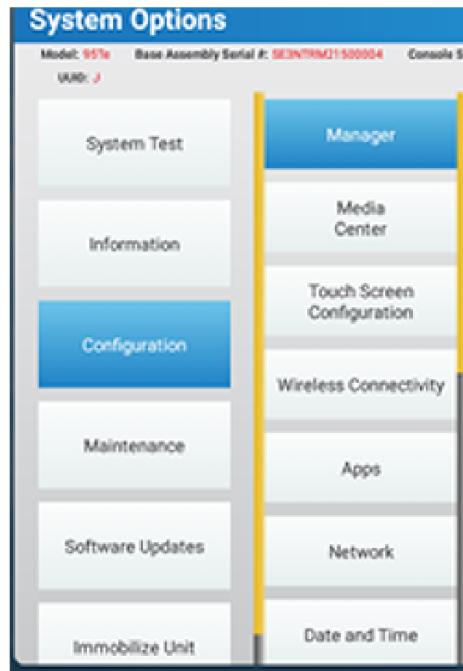 System Options
Model: 95Te Base Assembly Serial #: SE3NTRM21500004 Console S
UUID: J
System Test
Information
Configuration
Maintenance
Software Updates
Immobilize Unit
Manager
Media
Center
Touch Screen
Configuration
Wireless Connectivity
Apps
Network
Date and Time